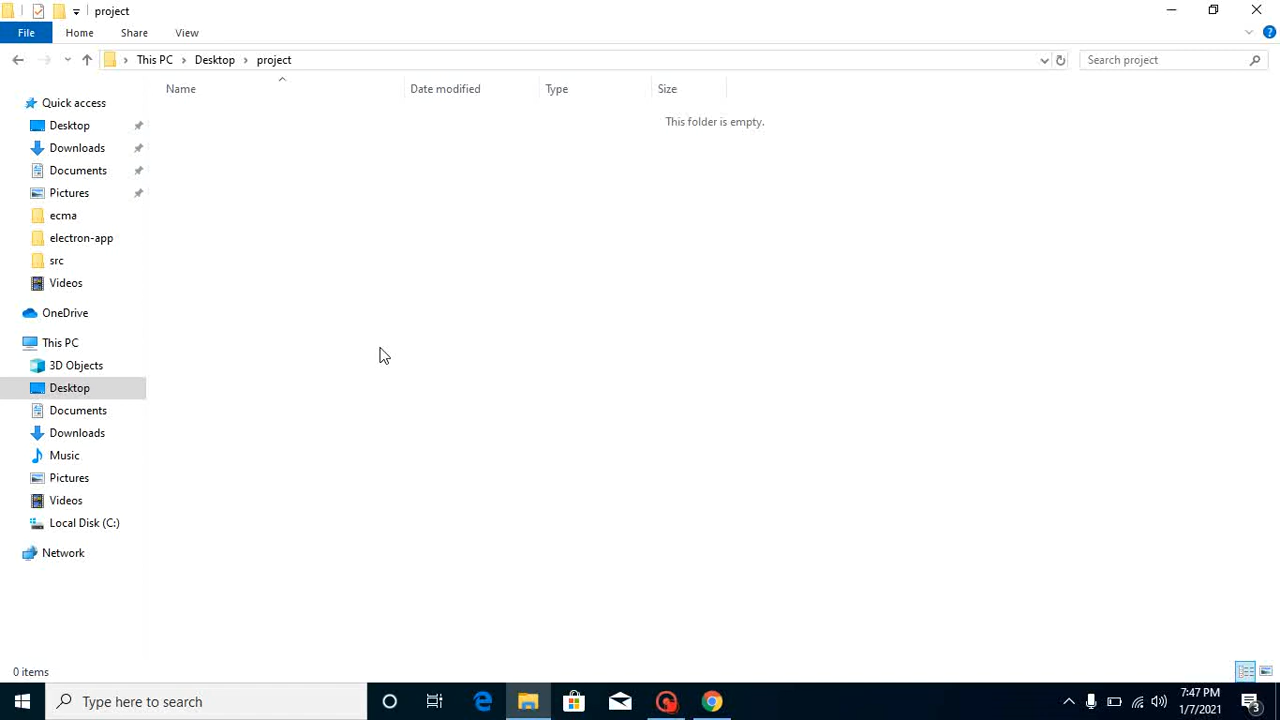 project
File Home Share View
This PC Desktop project
Search project
Name Date modified Type Size
This folder is empty.
Quick access
Desktop
Downloads
Documents
Pictures
ecma
electron-app
src
Videos
OneDrive
This PC
3D Objects
Desktop
Documents
Downloads
Music
Pictures
Videos
Local Disk (C:)
Network
0 items
Type here to search
7:47 PM
1/7/2021
3